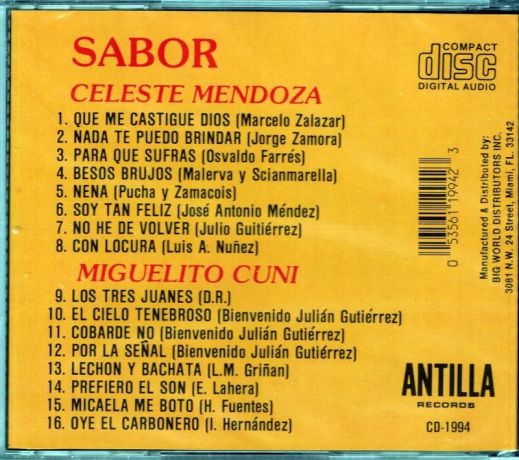 SABOR
CELESTE MENDOZA
1. QUE ME CASTIGUE DIOS (Marcelo Zalazar)
2. NADA TE PUEDO BRINDAR (Jorge Zamora)
3. PARA QUE SUFRAS (Osvaldo Farrés)
4. BESOS BRUJOS (Malerva y Scianmarella)
5. NENA (Pucha y Zamacois)
6. SOY TAN FELIZ (José Antonio Méndez)
7. NO HE DE VOLVER (Julio Guitiérrez)
8. CON LOCURA (Luis A. Nuñez)
MIGUELITO CUNI
9. LOS TRES JUANES (D.R.)
10. EL CIELO TENEBROSO (Bienvenido Julián Gutiérrez)
11. COBARDE NO (Bienvenido Julián Gutiérrez)
12. POR LA SEÑAL (Bienvenido Julián Gutiérrez)
13. LECHON Y BACHATA (L.M. Griñan)
14. PREFIERO EL SON (E. Lahera)
15. MICAELA ME BOTO (H. Fuentes)
16. OYE EL CARBONERO (I. Hernández)
COMPACT
disc
DIGITAL AUDIO
0 53561 19942 3
Manufactured & Distributed by:
BIG WORLD DISTRIBUTORS INC.
3081 N.W. 24 Street, Miami, FL. 33142
ANTILLA
RECORDS
CD-1994